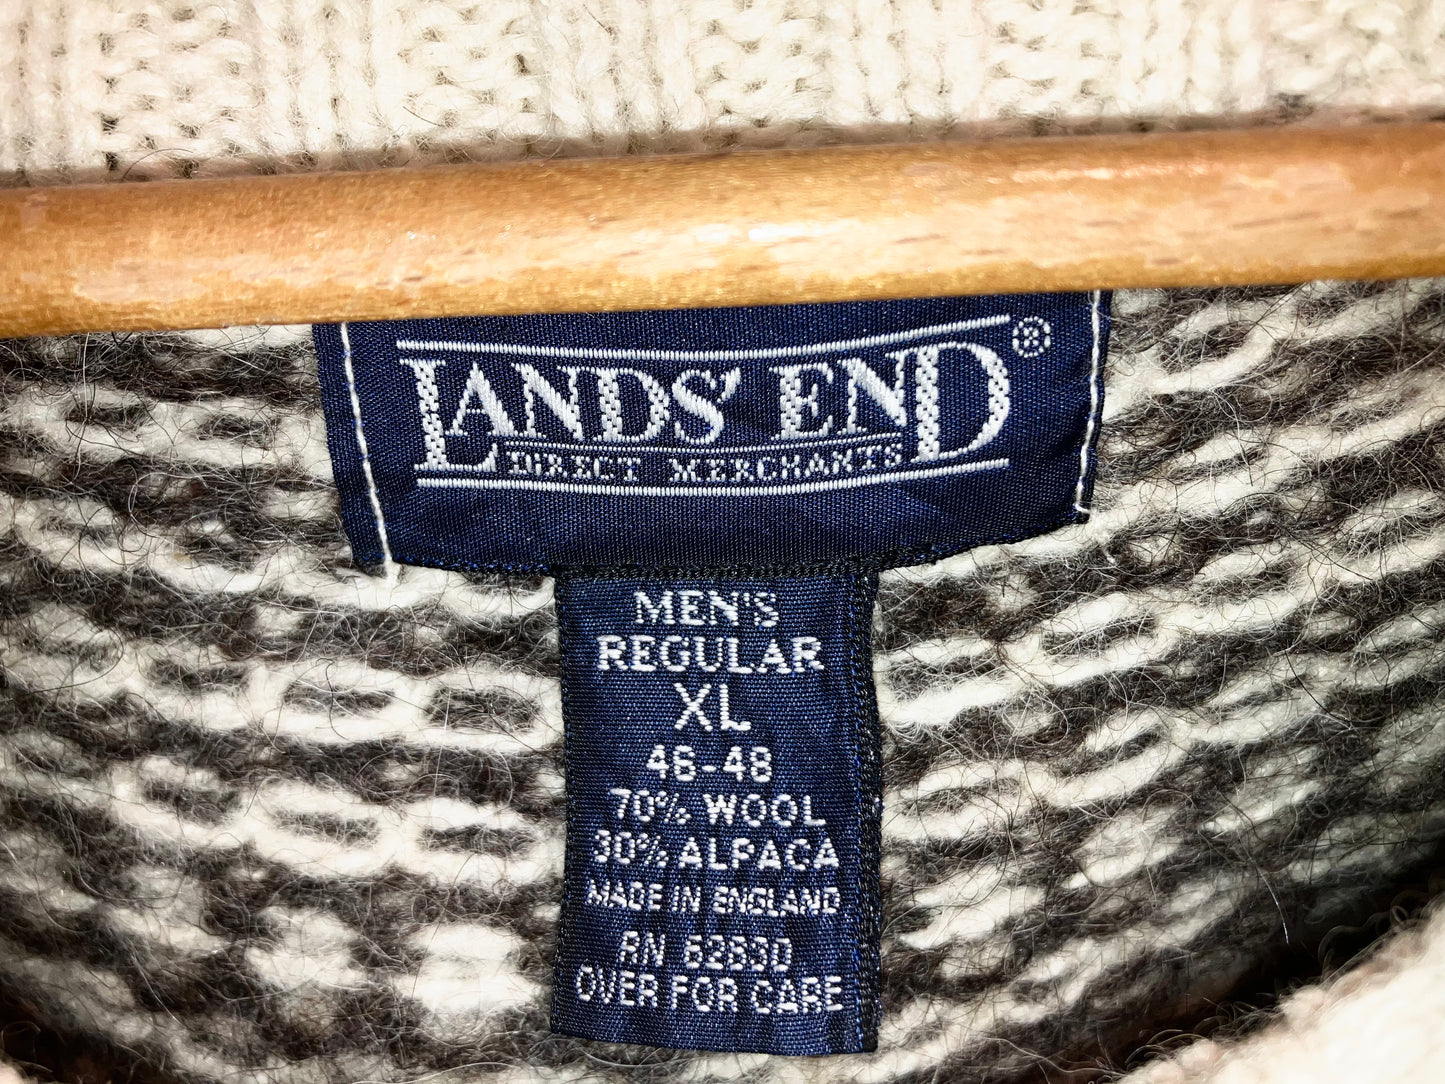 LANDS' END®
DIRECT MERCHANTS
MEN'S
REGULAR
XL
46-48
70% WOOL
30% ALPACA
MADE IN ENGLAND
RN 62830
OVER FOR CARE